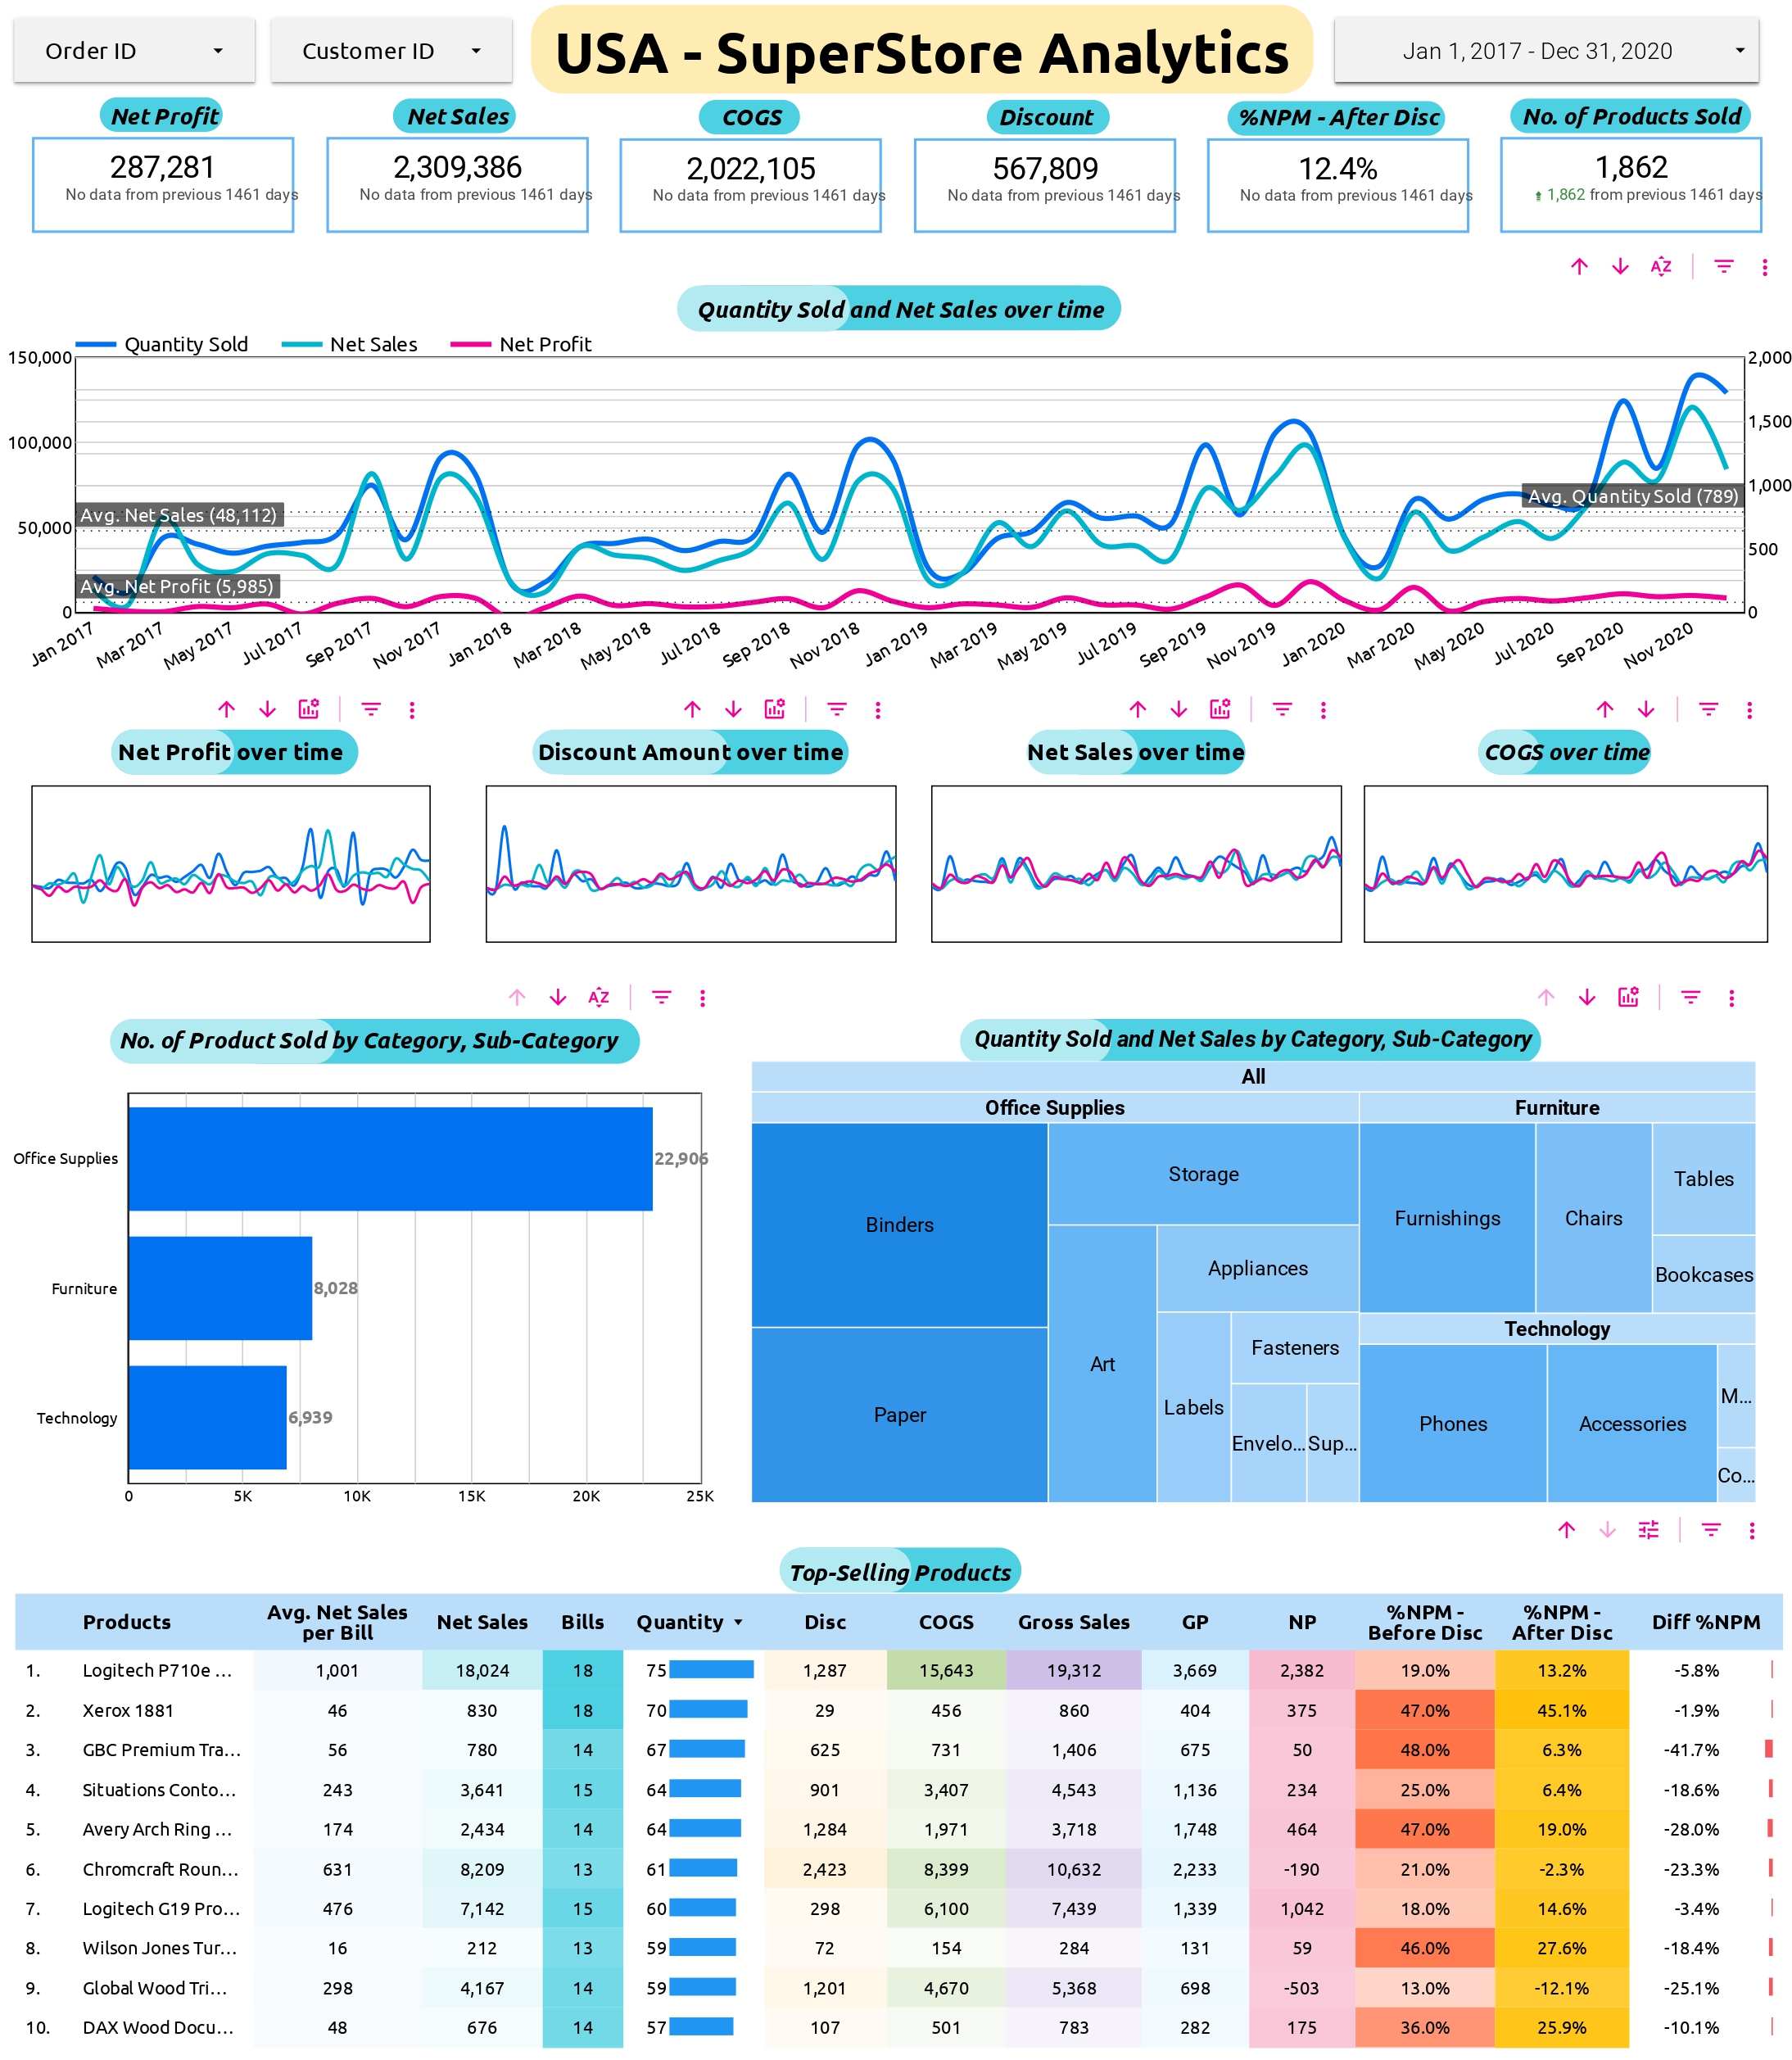 Order ID
Customer ID
USA - SuperStore Analytics
Jan 1, 2017 - Dec 31, 2020
Net Profit
Net Sales
COGS
Discount
%NPM - After Disc
No. of Products Sold
287,281
2,309,386
2,022,105
567,809
12.4%
1,862
No data from previous 1461 days
No data from previous 1461 days
No data from previous 1461 days
No data from previous 1461 days
No data from previous 1461 days
1,862 from previous 1461 days
AZ
Quantity Sold and Net Sales over time
Quantity Sold
Net Sales
Net Profit
150,000
100,000
50,000
0
2,000
1,500
1,000
500
0
Avg. Net Sales (48,112)
Avg. Net Profit (5,985)
Avg. Quantity Sold (789)
Jan 2017
Mar 2017
May 2017
Jul 2017
Sep 2017
Nov 2017
Jan 2018
Mar 2018
May 2018
Jul 2018
Sep 2018
Nov 2018
Jan 2019
Mar 2019
May 2019
Jul 2019
Sep 2019
Nov 2019
Jan 2020
Mar 2020
May 2020
Jul 2020
Sep 2020
Nov 2020
Net Profit over time
Discount Amount over time
Net Sales over time
COGS over time
AZ
No. of Product Sold by Category, Sub-Category
Office Supplies
22,906
Furniture
8,028
Technology
6,939
0
5K
10K
15K
20K
25K
Quantity Sold and Net Sales by Category, Sub-Category
All
Office Supplies
Furniture
Binders
Storage
Furnishings
Chairs
Tables
Appliances
Bookcases
Technology
Paper
Art
Labels
Fasteners
Envelo...
Sup...
Phones
Accessories
M...
Co...
Top-Selling Products
Products Avg. Net Sales per Bill Net Sales Bills Quantity Disc COGS Gross Sales GP NP %NPM - Before Disc %NPM - After Disc Diff %NPM
1. Logitech P710e ... 1,001 18,024 18 75 1,287 15,643 19,312 3,669 2,382 19.0% 13.2% -5.8%
2. Xerox 1881 46 830 18 70 29 456 860 404 375 47.0% 45.1% -1.9%
3. GBC Premium Tra... 56 780 14 67 625 731 1,406 675 50 48.0% 6.3% -41.7%
4. Situations Conto... 243 3,641 15 64 901 3,407 4,543 1,136 234 25.0% 6.4% -18.6%
5. Avery Arch Ring ... 174 2,434 14 64 1,284 1,971 3,718 1,748 464 47.0% 19.0% -28.0%
6. Chromcraft Roun... 631 8,209 13 61 2,423 8,399 10,632 2,233 -190 21.0% -2.3% -23.3%
7. Logitech G19 Pro... 476 7,142 15 60 298 6,100 7,439 1,339 1,042 18.0% 14.6% -3.4%
8. Wilson Jones Tur... 16 212 13 59 72 154 284 131 59 46.0% 27.6% -18.4%
9. Global Wood Tri... 298 4,167 14 59 1,201 4,670 5,368 698 -503 13.0% -12.1% -25.1%
10. DAX Wood Docu... 48 676 14 57 107 501 783 282 175 36.0% 25.9% -10.1%